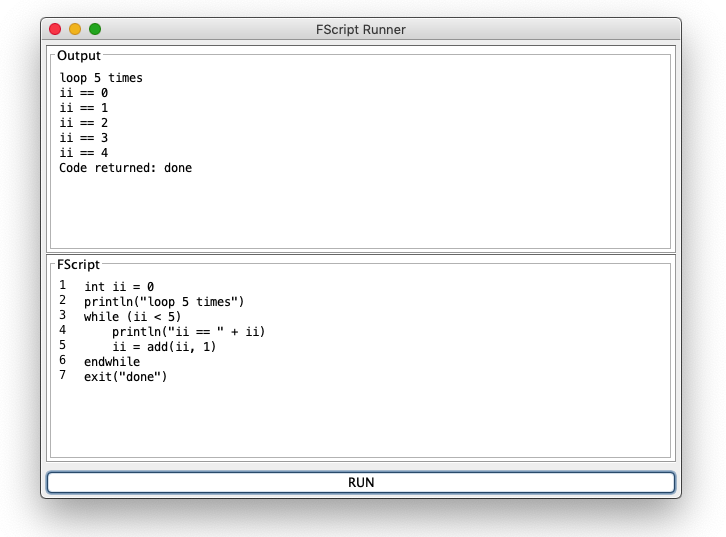 FScript Runner
Output
loop 5 times
ii == 0
ii == 1
ii == 2
ii == 3
ii == 4
Code returned: done
FScript
1 int ii = 0
2 println("loop 5 times")
3 while (ii < 5)
4     println("ii == " + ii)
5     ii = add(ii, 1)
6 endwhile
7 exit("done")
RUN